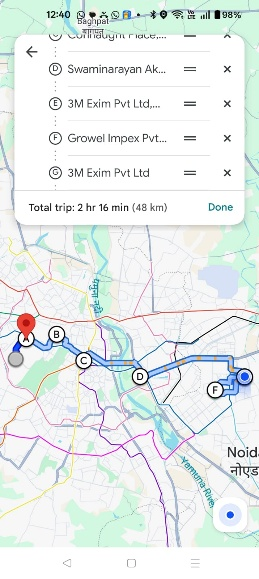 12:40
98%
Baghpat
बागपत
Connaught Place,...
D
Swaminarayan Ak...
E
3M Exim Pvt Ltd,...
F
Growel Impex Pvt...
G
3M Exim Pvt Ltd
Total trip: 2 hr 16 min (48 km)
Done
A
B
C
D
F
Yamuna River
Noida